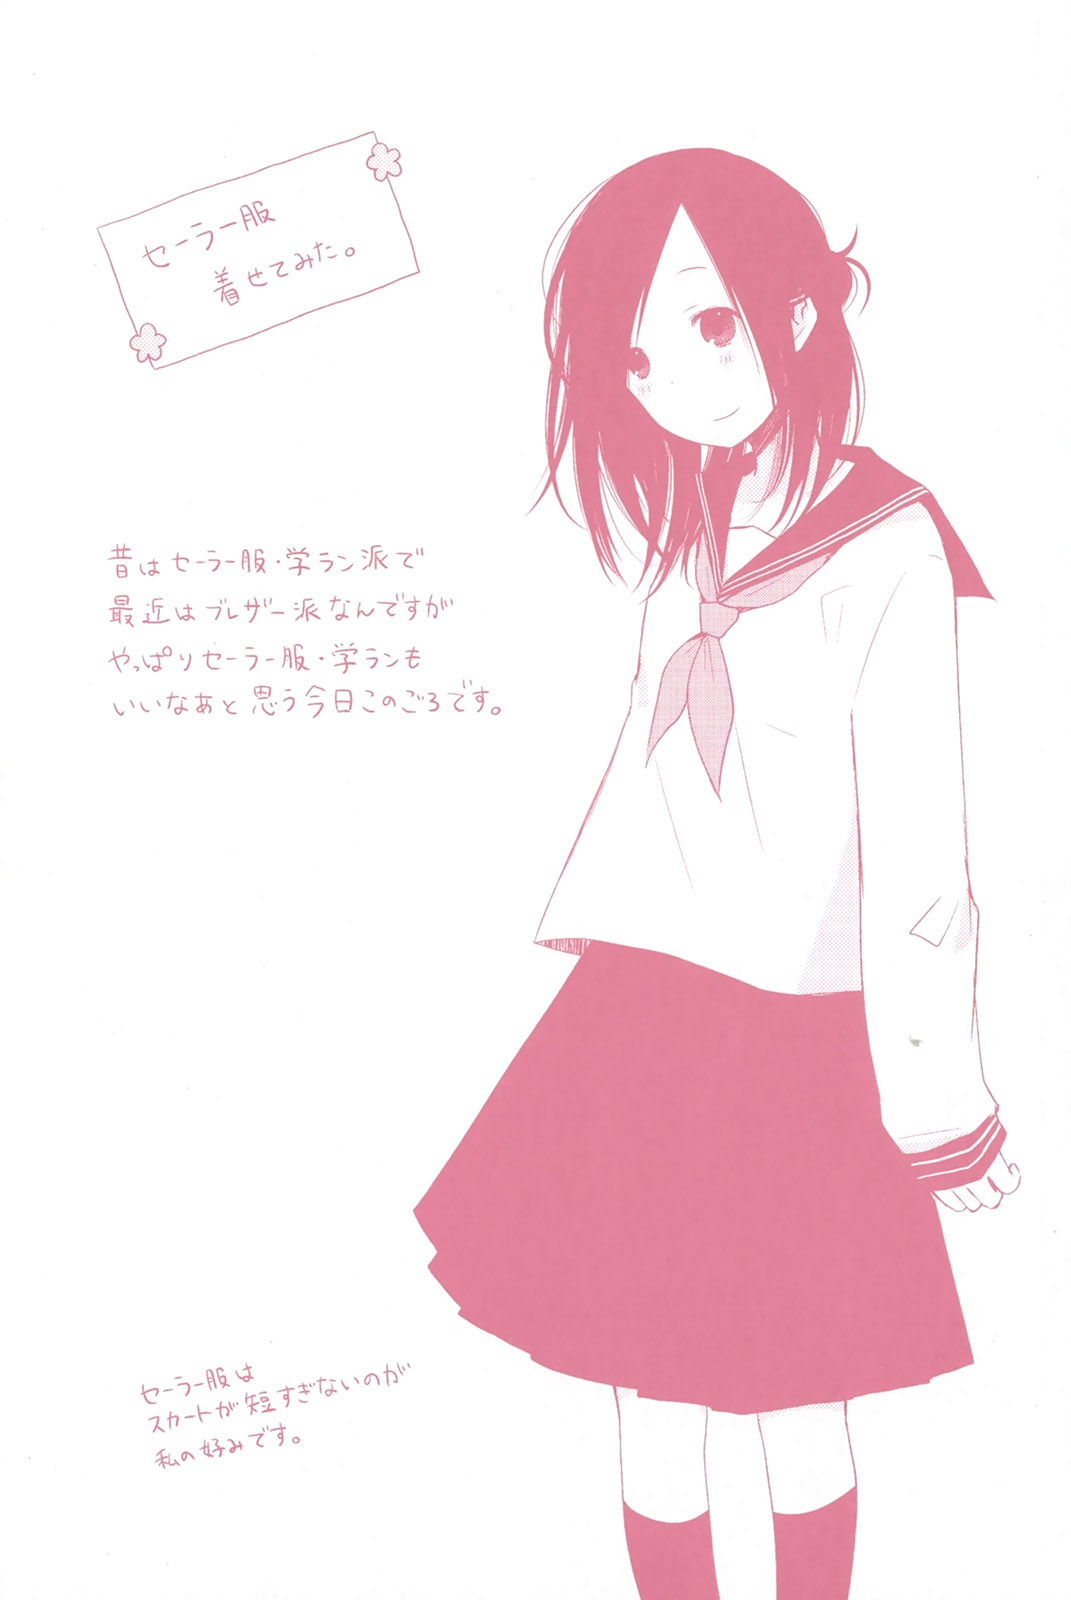 セーラー服
着せてみた。
昔はセーラー服・学ラン派で
最近はブレザー派なんですが
やっぱりセーラー服・学ランも
いいなあと思う今日このごろです。
セーラー服は
スカートが短すぎないのが
私の好みです。